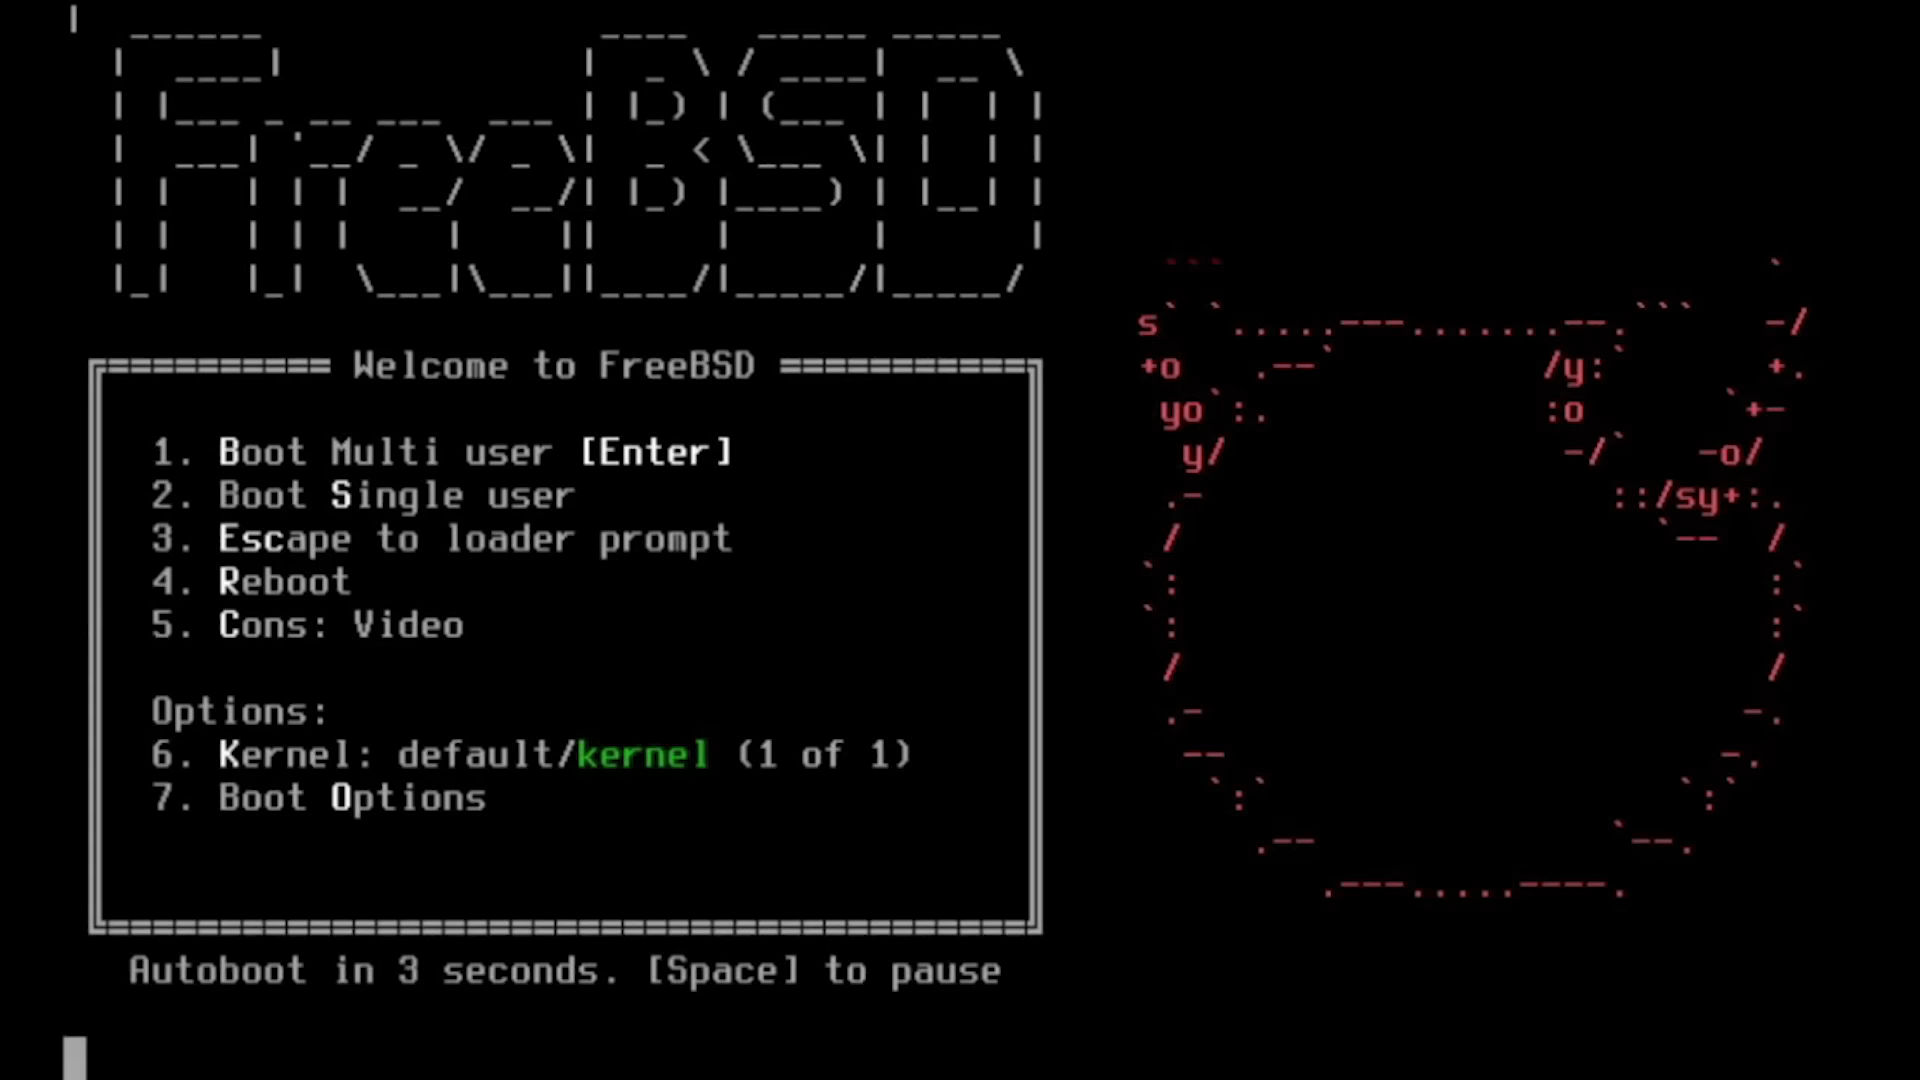 FreeBSD
Welcome to FreeBSD
1. Boot Multi user [Enter]
2. Boot Single user
3. Escape to loader prompt
4. Reboot
5. Cons: Video
Options:
6. Kernel: default/kernel (1 of 1)
7. Boot Options
Autoboot in 3 seconds. [Space] to pause